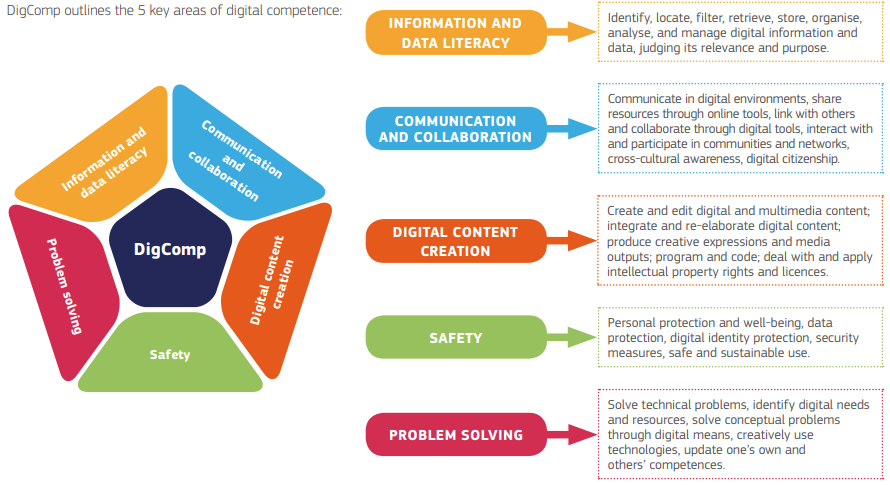 DigComp outlines the 5 key areas of digital competence:
Information and
data literacy
Communication
and
collaboration
Problem solving
DigComp
Digital content
creation
Safety
INFORMATION AND
DATA LITERACY
Identify, locate, filter, retrieve, store, organise,
analyse, and manage digital information and
data, judging its relevance and purpose.
COMMUNICATION
AND COLLABORATION
Communicate in digital environments, share
resources through online tools, link with others
and collaborate through digital tools, interact with
and participate in communities and networks,
cross-cultural awareness, digital citizenship.
DIGITAL CONTENT
CREATION
Create and edit digital and multimedia content;
integrate and re-elaborate digital content;
produce creative expressions and media
outputs; program and code; deal with and apply
intellectual property rights and licences.
SAFETY
Personal protection and well-being, data
protection, digital identity protection, security
measures, safe and sustainable use.
PROBLEM SOLVING
Solve technical problems, identify digital needs
and resources, solve conceptual problems
through digital means, creatively use
technologies, update one's own and
others' competences.